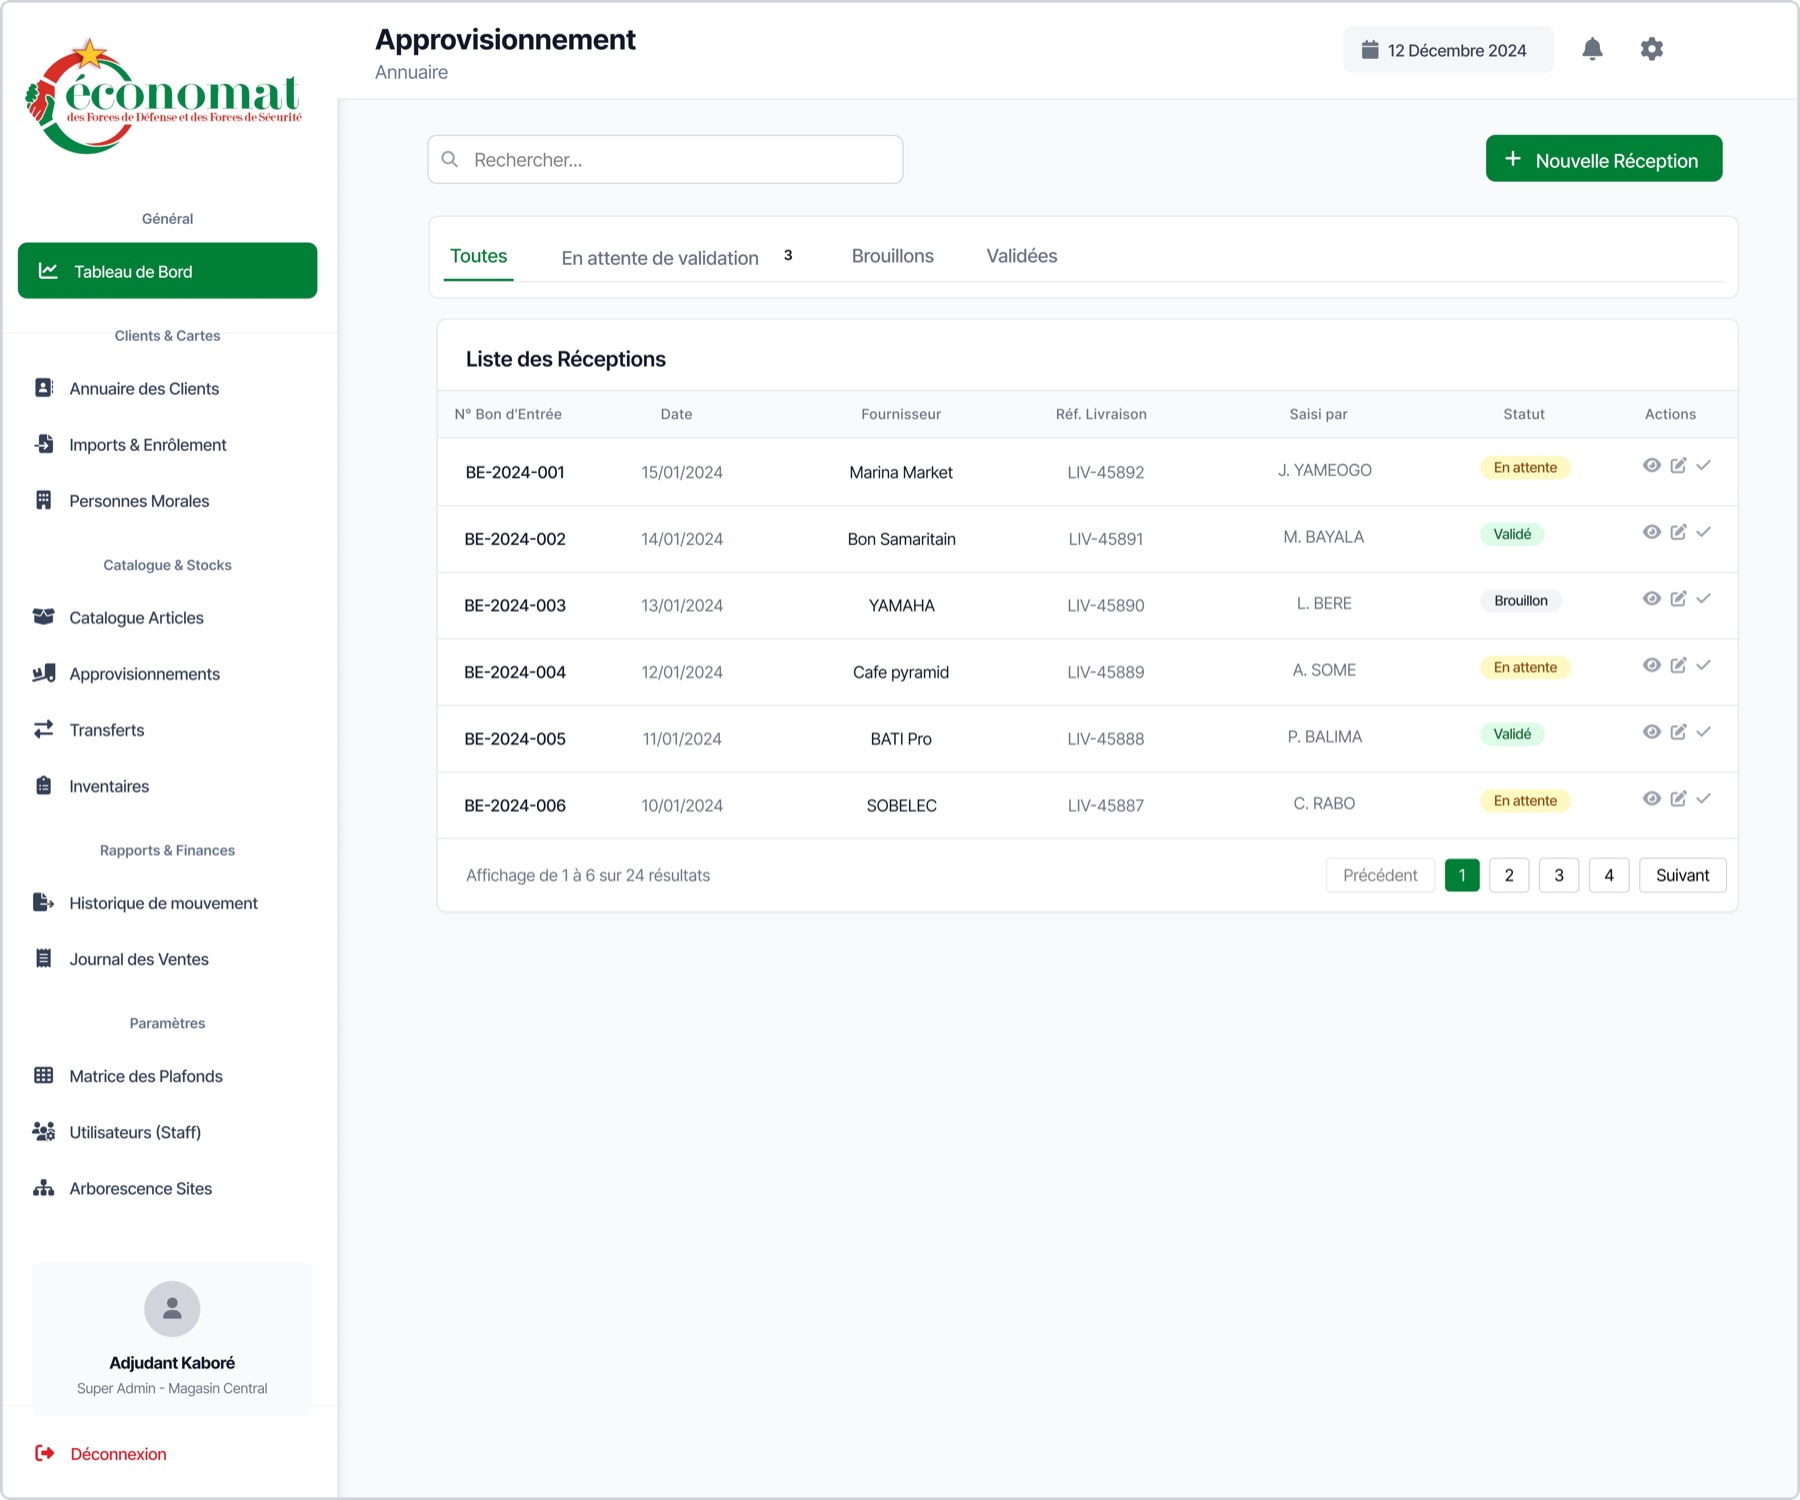 économat
des Forces de Défense et des Forces de Sécurité
Général
Tableau de Bord
Clients & Cartes
Annuaire des Clients
Imports & Enrôlement
Personnes Morales
Catalogue & Stocks
Catalogue Articles
Approvisionnements
Transferts
Inventaires
Rapports & Finances
Historique de mouvement
Journal des Ventes
Paramètres
Matrice des Plafonds
Utilisateurs (Staff)
Arborescence Sites
Adjudant Kaboré
Super Admin - Magasin Central
Déconnexion
Approvisionnement
Annuaire
12 Décembre 2024
Rechercher...
+ Nouvelle Réception
Toutes En attente de validation 3 Brouillons Validées
Liste des Réceptions
N° Bon d'Entrée Date Fournisseur Réf. Livraison Saisi par Statut Actions
BE-2024-001 15/01/2024 Marina Market LIV-45892 J. YAMEOGO En attente
BE-2024-002 14/01/2024 Bon Samaritain LIV-45891 M. BAYALA Validé
BE-2024-003 13/01/2024 YAMAHA LIV-45890 L. BERE Brouillon
BE-2024-004 12/01/2024 Cafe pyramid LIV-45889 A. SOME En attente
BE-2024-005 11/01/2024 BATI Pro LIV-45888 P. BALIMA Validé
BE-2024-006 10/01/2024 SOBELEC LIV-45887 C. RABO En attente
Affichage de 1 à 6 sur 24 résultats Précédent 1 2 3 4 Suivant